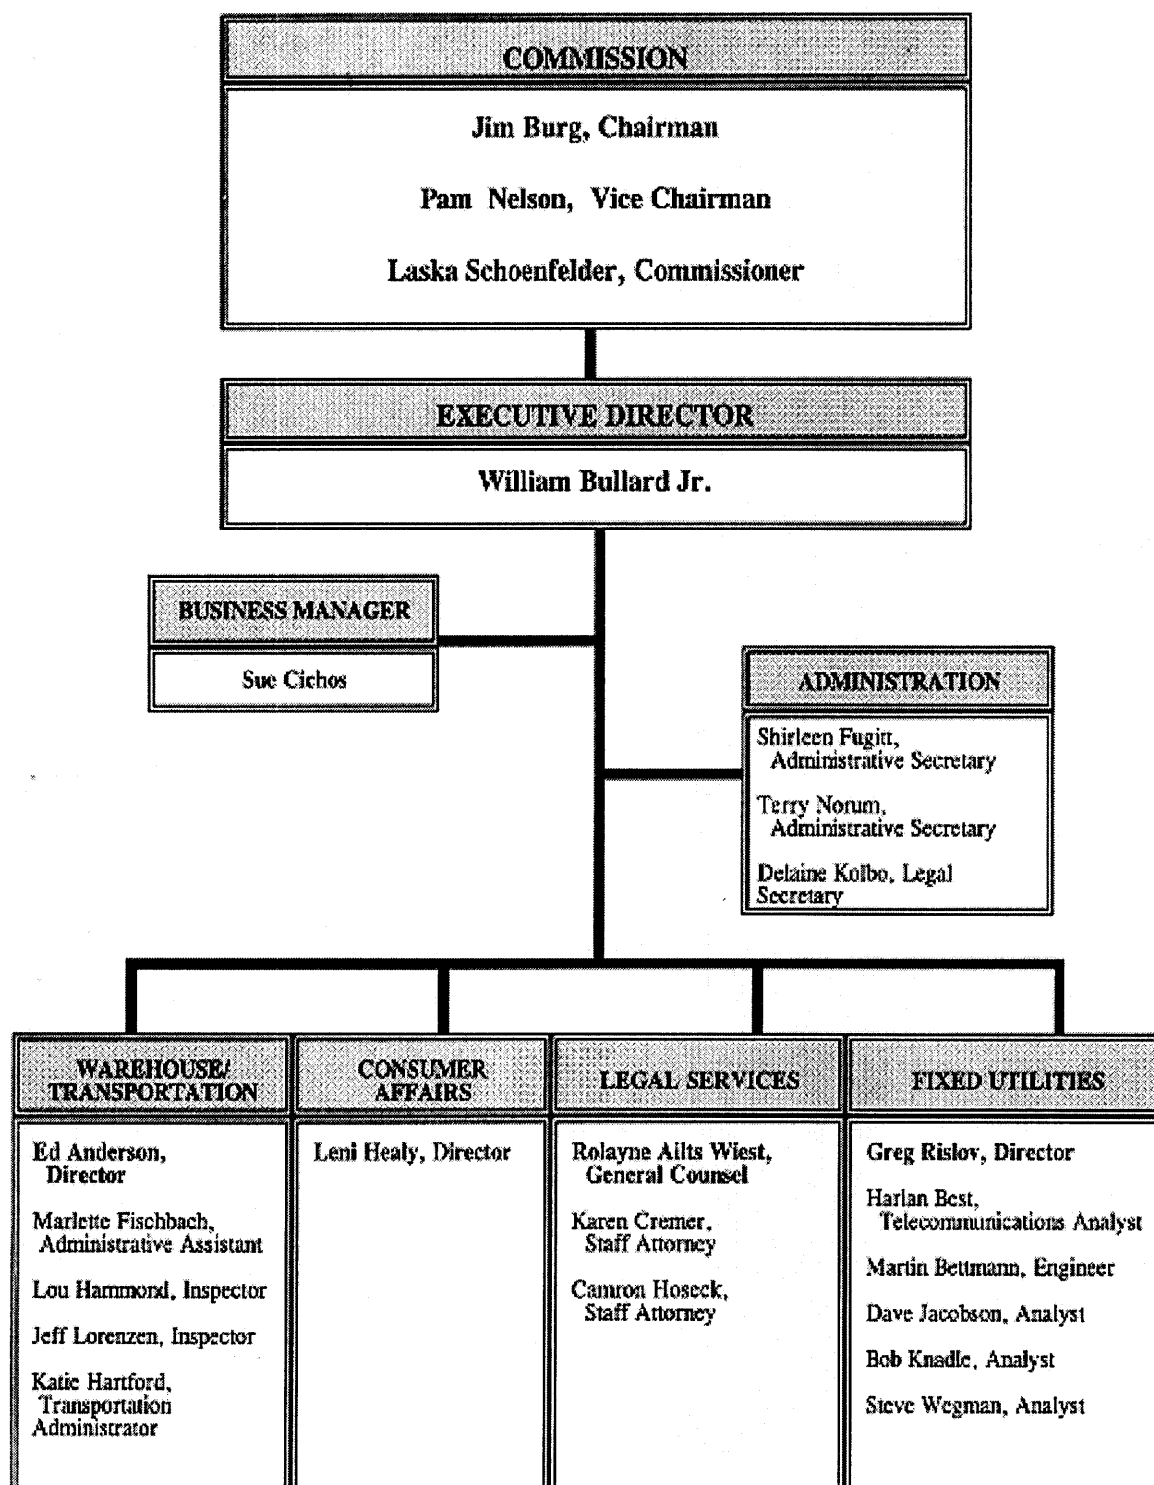 COMMISSION
Jim Burg, Chairman
Pam Nelson, Vice Chairman
Laska Schoenfelder, Commissioner
EXECUTIVE DIRECTOR
William Bullard Jr.
BUSINESS MANAGER
Sue Cichos
ADMINISTRATION
Shirleen Fugitt,
Administrative Secretary
Terry Norum,
Administrative Secretary
Delaine Kolbo, Legal
Secretary
WAREHOUSE/
TRANSPORTATION
Ed Anderson,
Director
Marlette Fischbach,
Administrative Assistant
Lou Hammond, Inspector
Jeff Lorenzen, Inspector
Katie Hartford,
Transportation
Administrator
CONSUMER
AFFAIRS
Leni Healy, Director
LEGAL SERVICES
Rolayne Ailts Wiest,
General Counsel
Karen Cremer,
Staff Attorney
Camron Hoseck,
Staff Attorney
FIXED UTILITIES
Greg Rislov, Director
Harlan Best,
Telecommunications Analyst
Martin Bettmann, Engineer
Dave Jacobson, Analyst
Bob Knadle, Analyst
Steve Wegman, Analyst